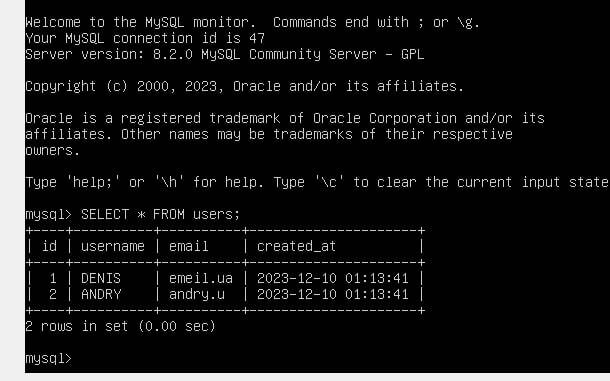 Welcome to the MySQL monitor.  Commands end with ; or \g.
Your MySQL connection id is 47
Server version: 8.2.0 MySQL Community Server - GPL
Copyright (c) 2000, 2023, Oracle and/or its affiliates.
Oracle is a registered trademark of Oracle Corporation and/or its
affiliates. Other names may be trademarks of their respective
owners.
Type 'help;' or '\h' for help. Type '\c' to clear the current input state
mysql> SELECT * FROM users;
+----+----------+----------+---------------------+
| id | username | email    | created_at          |
+----+----------+----------+---------------------+
|  1 | DENIS    | emeil.ua | 2023-12-10 01:13:41 |
|  2 | ANDRY    | andry.u  | 2023-12-10 01:13:41 |
+----+----------+----------+---------------------+
2 rows in set (0.00 sec)
mysql>